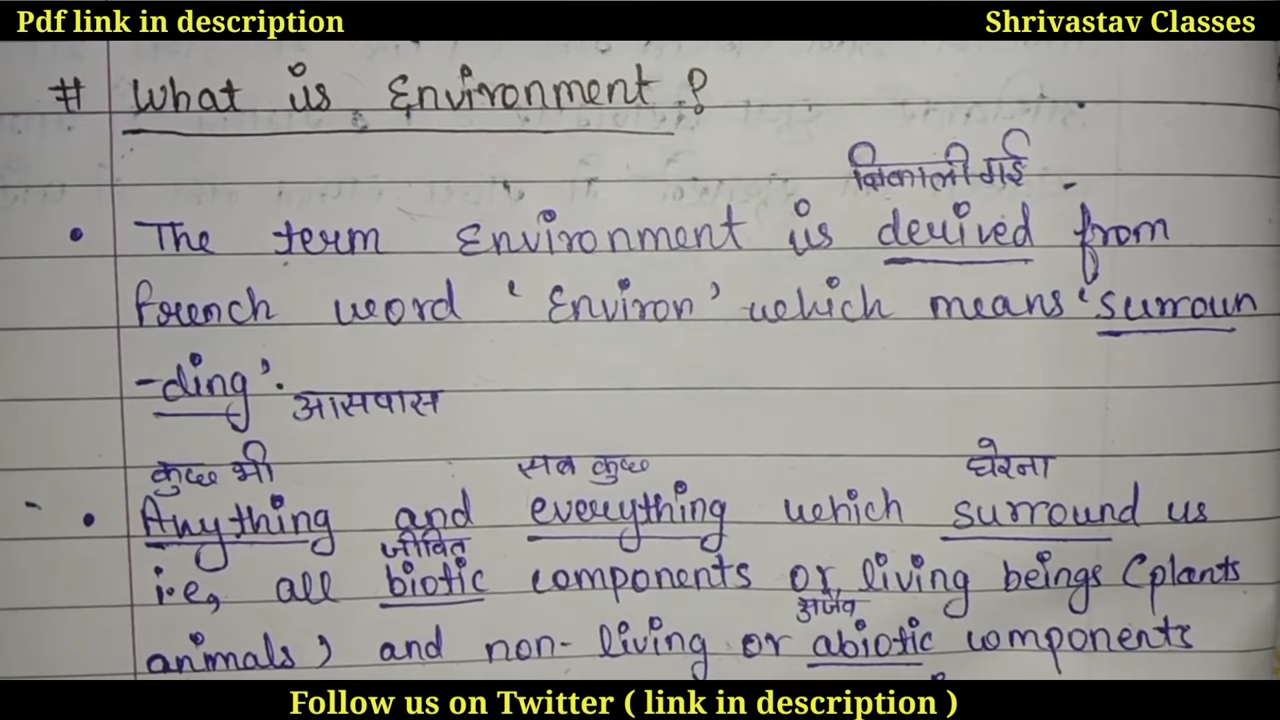 Pdf link in description
Shrivastav Classes
# What is Environment ?
निकाली गई
• The term Environment is derived from
french word ‘Environ’ which means ‘surroun
-ding’.
आसपास
कुछ भी सब कुछ घेरना
• Anything and everything which surround us
जीवित
i.e, all biotic components or living beings (plants
अजैव
animals) and non-living or abiotic components
Follow us on Twitter ( link in description )